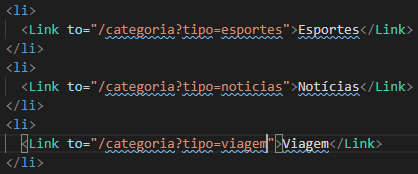 <li>
<Link to="/categoria?tipo=esportes">Esportes</Link>
</li>
<li>
<Link to="/categoria?tipo=noticias">Notícias</Link>
</li>
<li>
<Link to="/categoria?tipo=viagem">Viagem</Link>
</li>